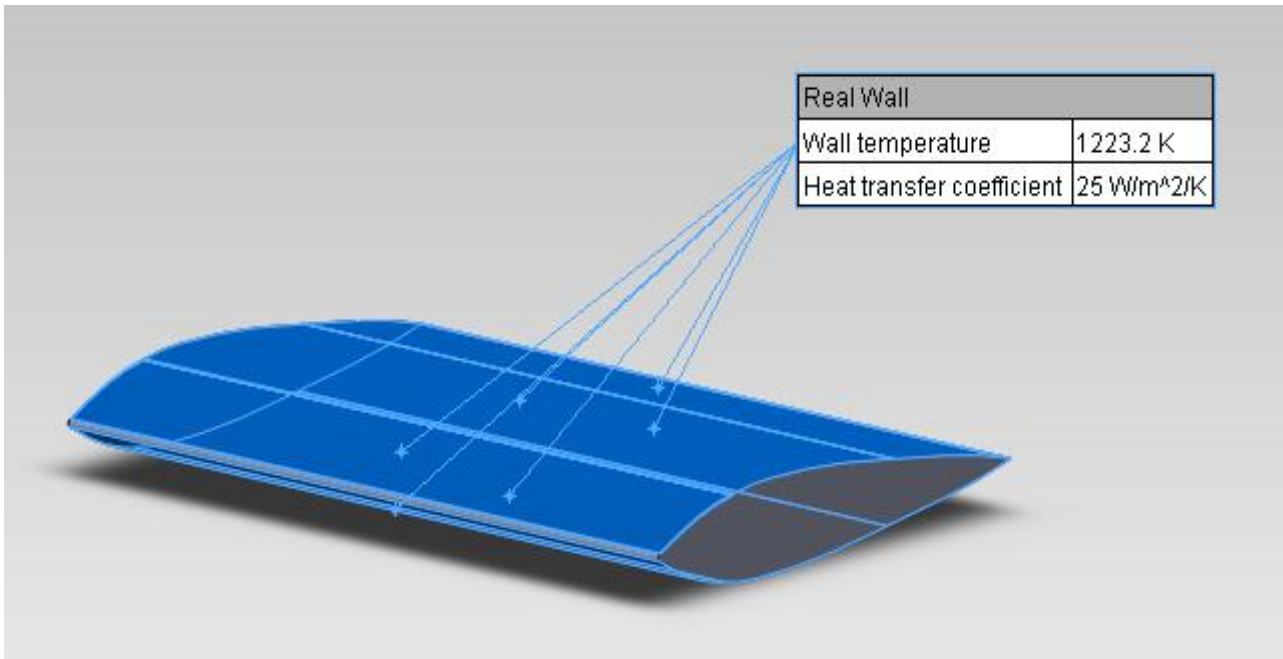 Real Wall
Wall temperature 1223.2 K
Heat transfer coefficient 25 W/m^2/K